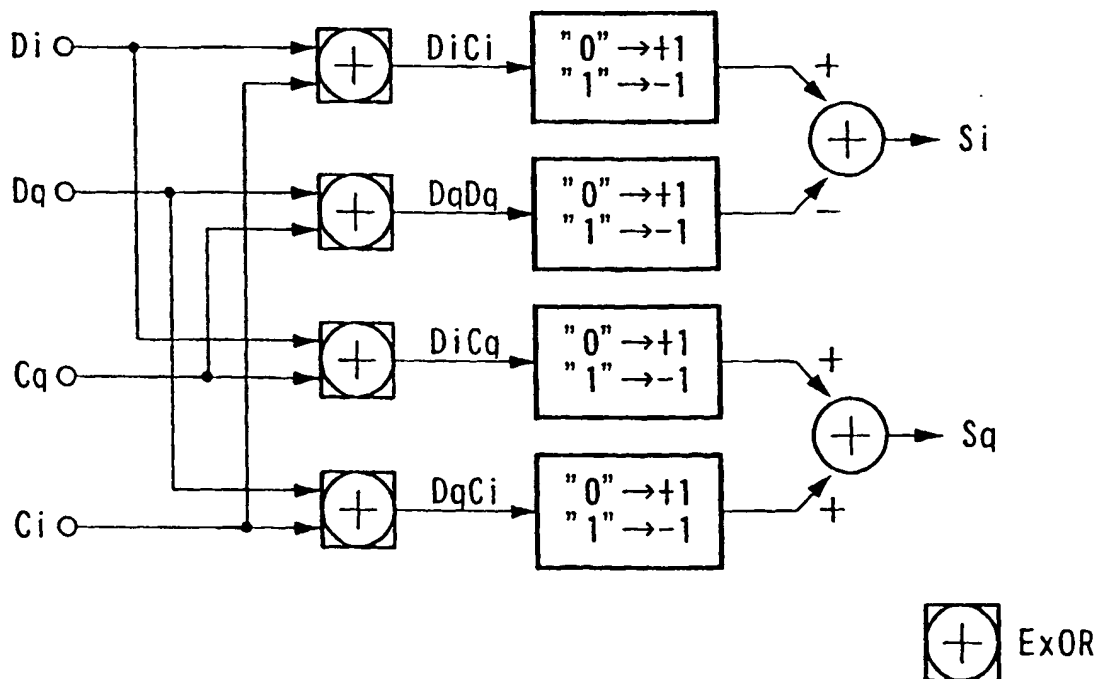 Di
DiCi
"0"→+1
"1"→-1
+
Si
-
Dq
DqDq
"0"→+1
"1"→-1
Cq
DiCq
"0"→+1
"1"→-1
+
Sq
+
Ci
DqCi
"0"→+1
"1"→-1
ExOR